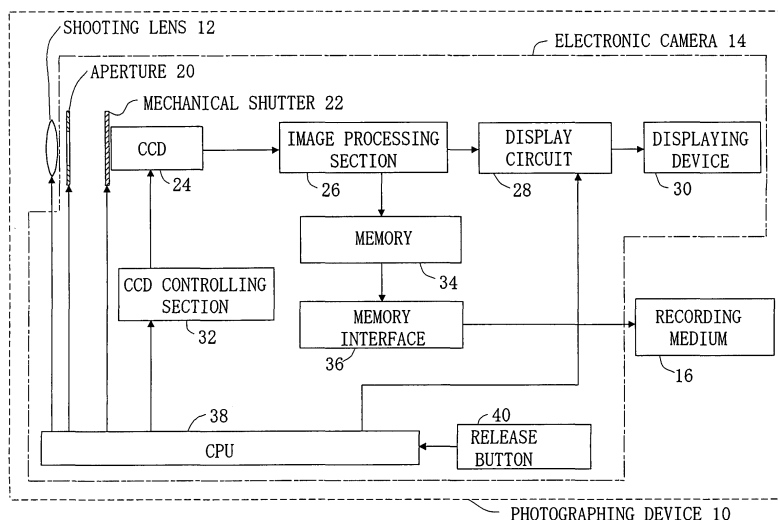 SHOOTING LENS 12
ELECTRONIC CAMERA 14
APERTURE 20
MECHANICAL SHUTTER 22
CCD
24
IMAGE PROCESSING
SECTION
26
DISPLAY
CIRCUIT
28
DISPLAYING
DEVICE
30
MEMORY
34
CCD CONTROLLING
SECTION
32
MEMORY
INTERFACE
36
RECORDING
MEDIUM
16
38
CPU
40
RELEASE
BUTTON
PHOTOGRAPHING DEVICE 10